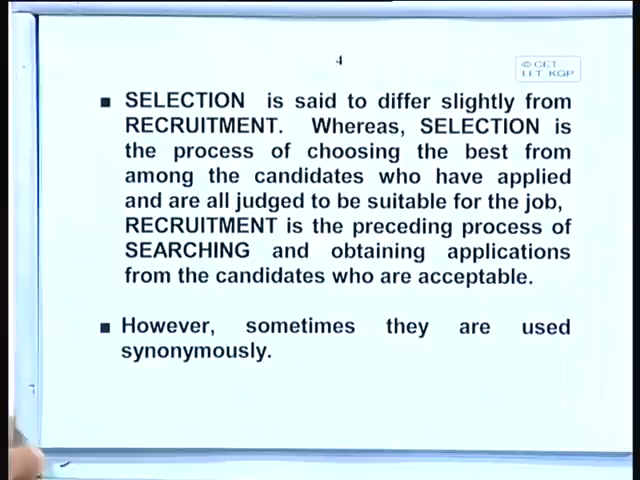 4
© CET
I.I.T. KGP
■ SELECTION is said to differ slightly from
RECRUITMENT. Whereas, SELECTION is
the process of choosing the best from
among the candidates who have applied
and are all judged to be suitable for the job,
RECRUITMENT is the preceding process of
SEARCHING and obtaining applications
from the candidates who are acceptable.
■ However, sometimes they are used
synonymously.